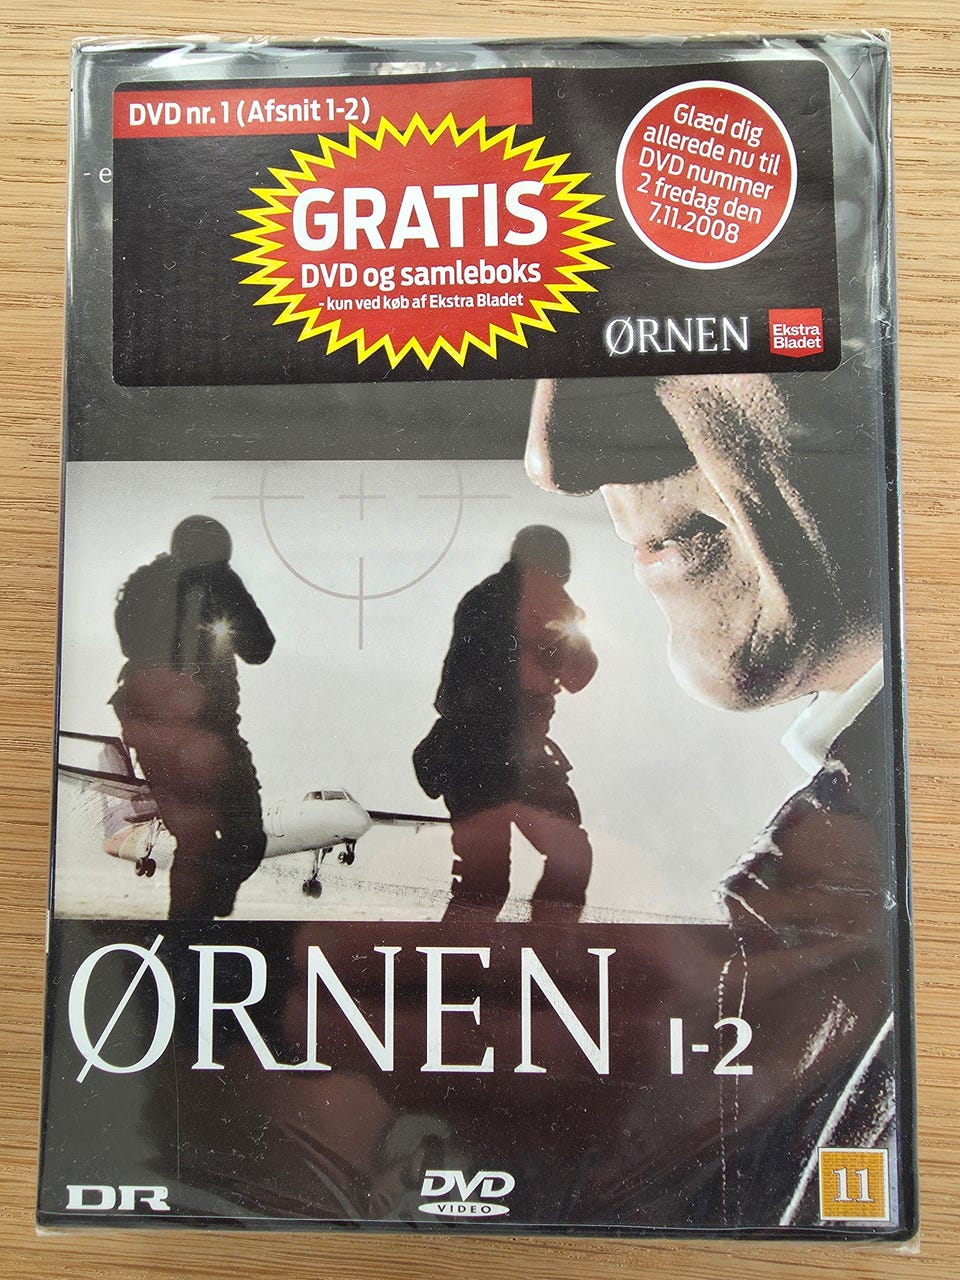 DVD nr. 1 (Afsnit 1-2)
- e
GRATIS
DVD og samleboks
- kun ved køb af Ekstra Bladet
Glæd dig
allerede nu til
DVD nummer
2 fredag den
7.11.2008
ØRNEN
Ekstra
Bladet
ØRNEN 1-2
DR
DVD
VIDEO
11